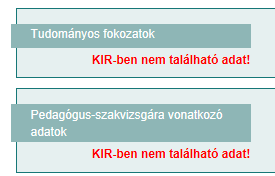 Tudományos fokozatok
KIR-ben nem található adat!
Pedagógus-szakvizsgára vonatkozó
adatok
KIR-ben nem található adat!